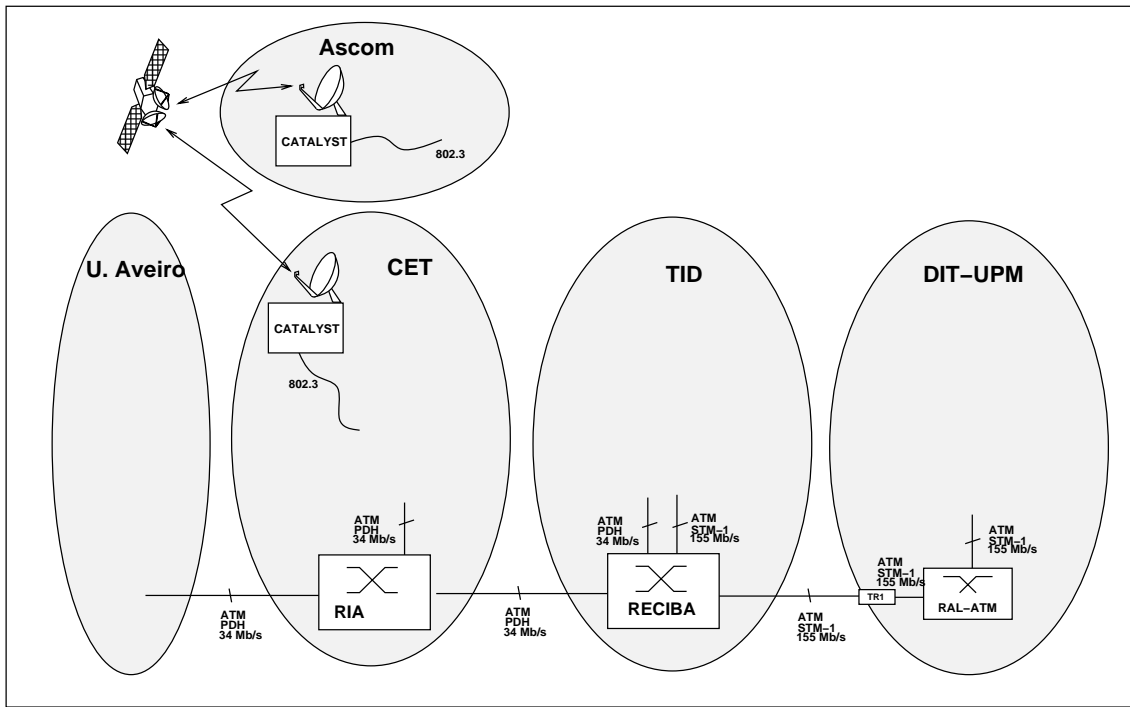 Ascom
CATALYST
802.3
U. Aveiro
CET
TID
DIT–UPM
CATALYST
802.3
ATM
PDH
34 Mb/s
RIA
ATM
PDH
34 Mb/s
ATM
PDH
34 Mb/s
ATM
PDH
34 Mb/s
ATM
STM–1
155 Mb/s
RECIBA
ATM
STM–1
155 Mb/s
ATM
STM–1
155 Mb/s
TR1
ATM
STM–1
155 Mb/s
RAL–ATM